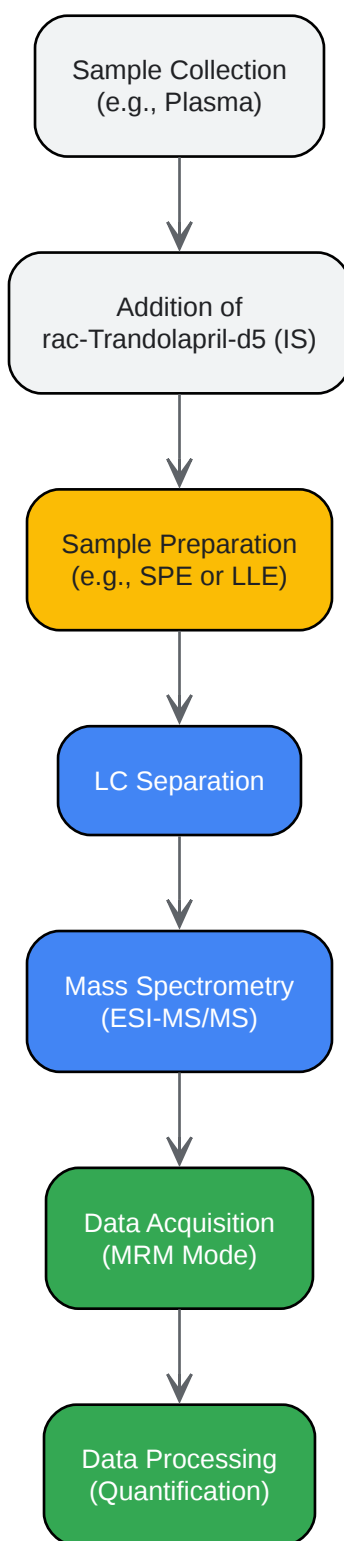 Sample Collection
(e.g., Plasma)
Addition of
rac-Trandolapril-d5 (IS)
Sample Preparation
(e.g., SPE or LLE)
LC Separation
Mass Spectrometry
(ESI-MS/MS)
Data Acquisition
(MRM Mode)
Data Processing
(Quantification)